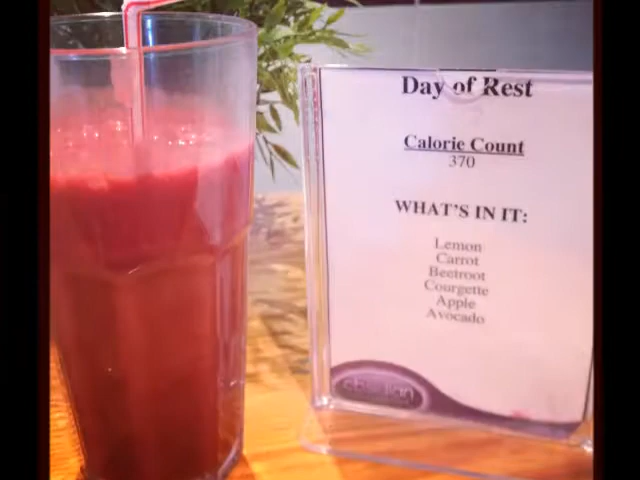 Day of Rest
Calorie Count
370
WHAT'S IN IT:
Lemon
Carrot
Beetroot
Courgette
Apple
Avocado